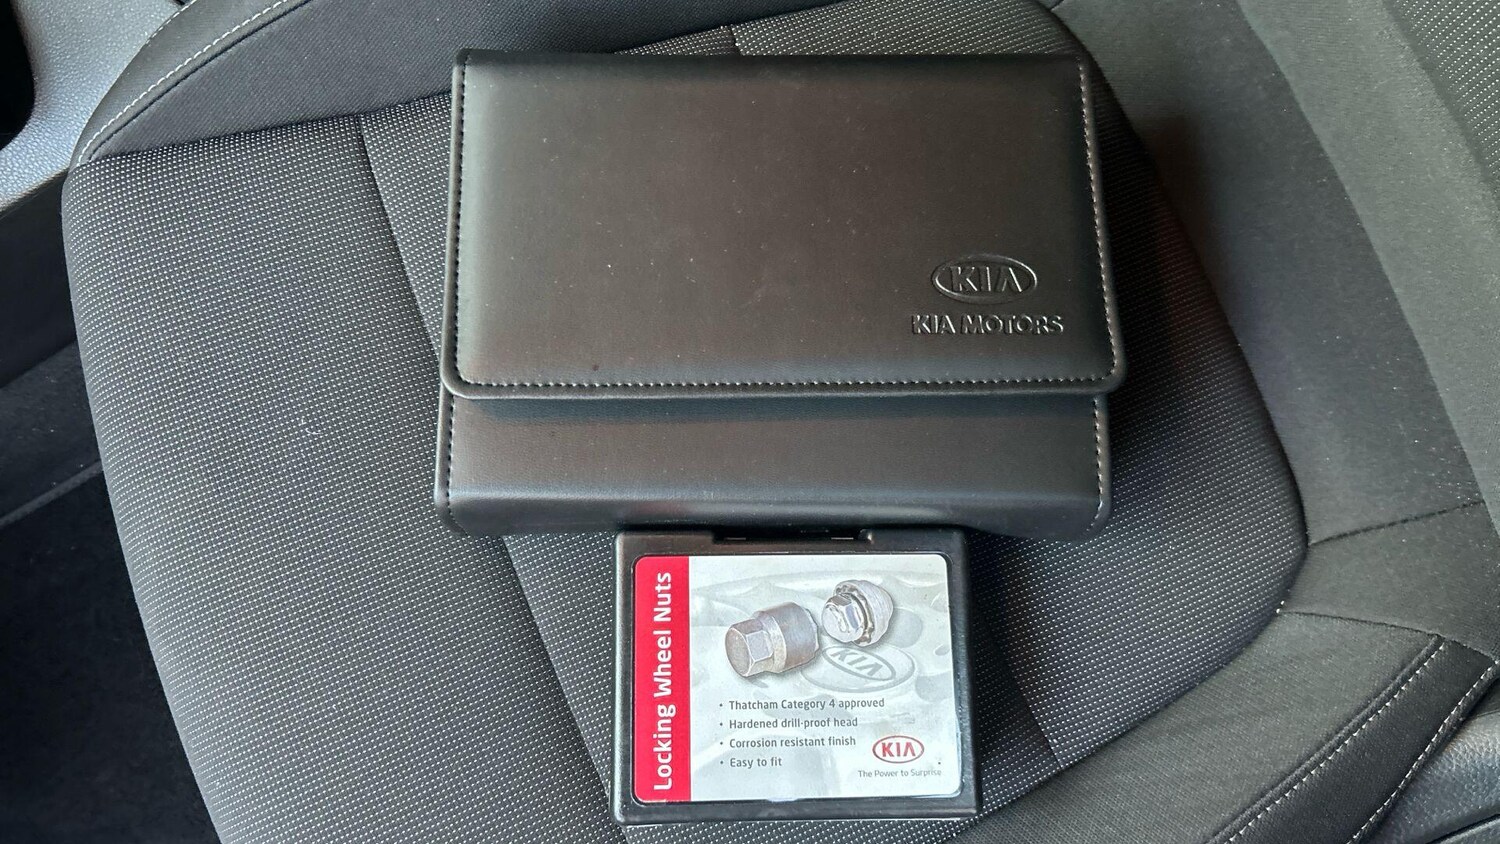 KIA
KIA MOTORS
Locking Wheel Nuts
KIA
• Thatcham Category 4 approved
• Hardened drill-proof head
• Corrosion resistant finish
• Easy to fit
KIA
The Power to Surprise